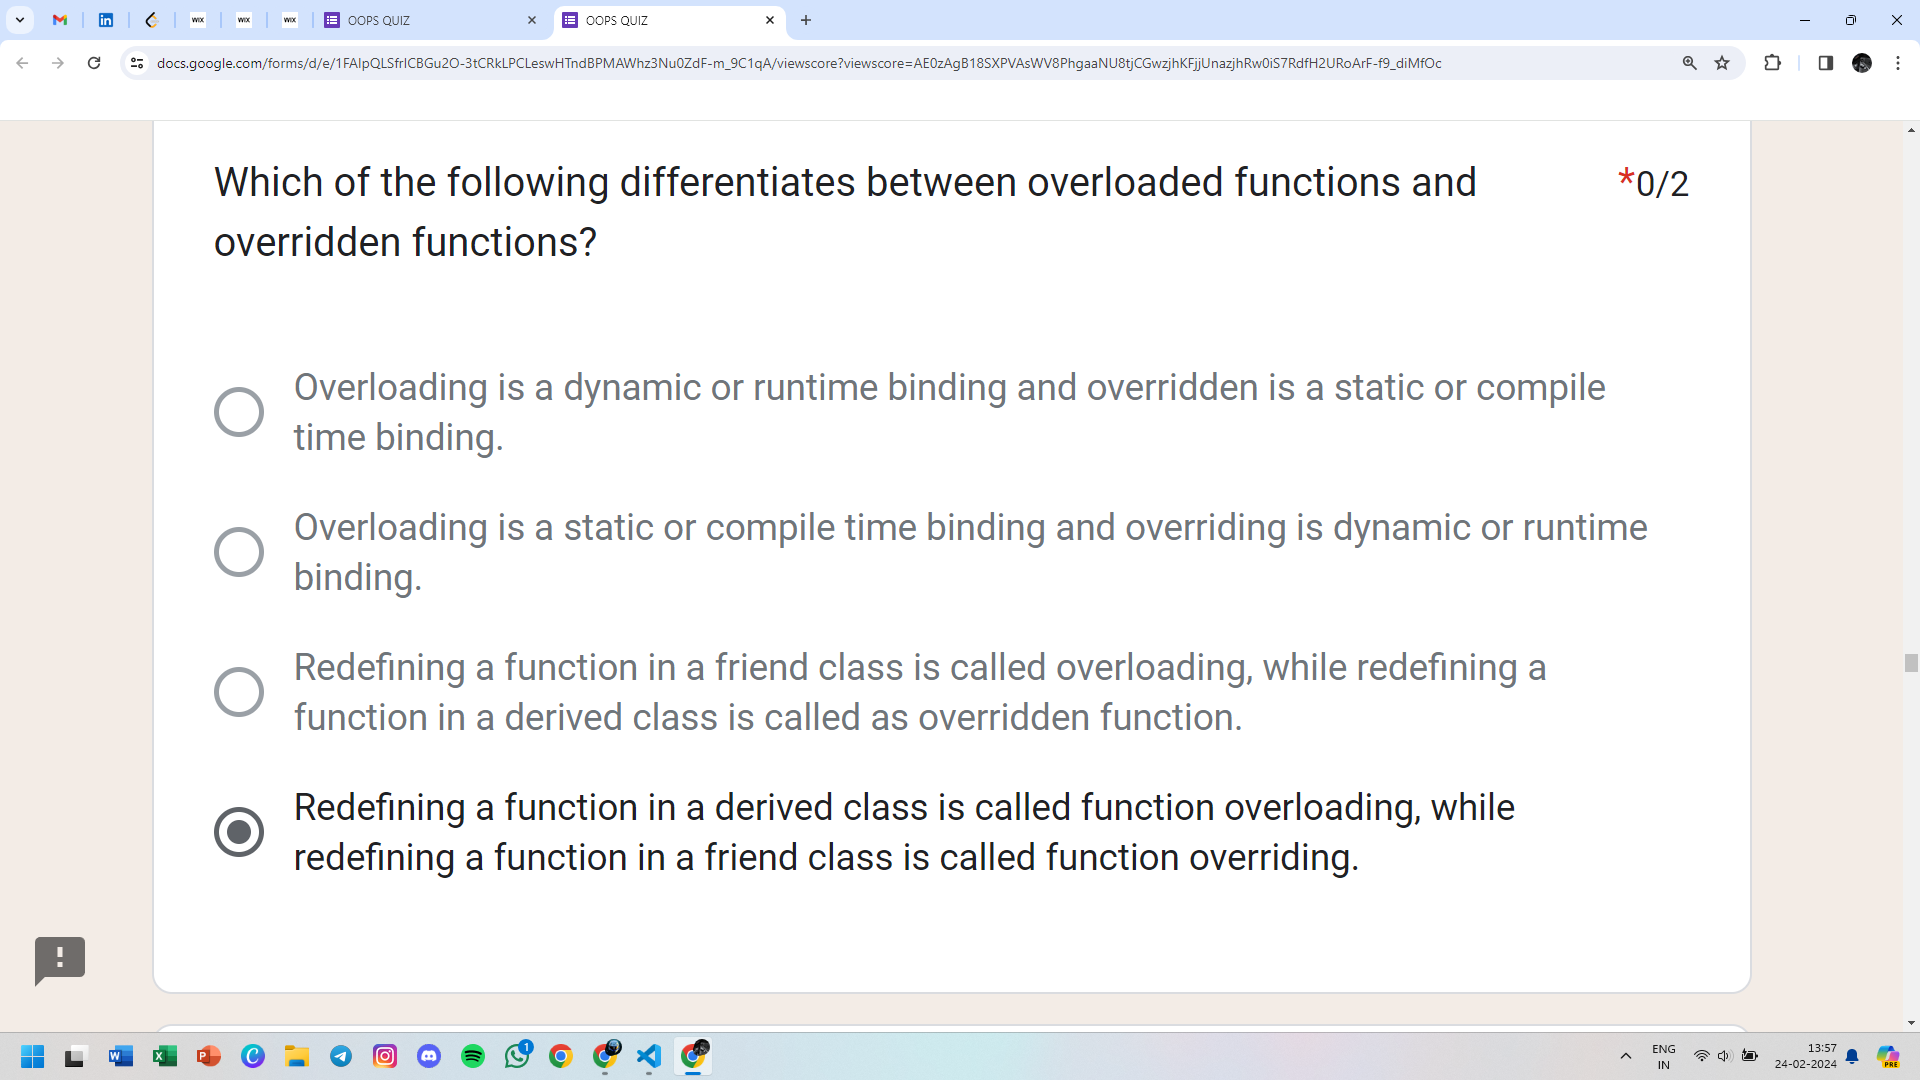 OOPS QUIZ
OOPS QUIZ
docs.google.com/forms/d/e/1FAIpQLSfrICBGu2O-3tCRkLPCLeswHTndBPMAWhz3Nu0ZdF-m_9C1qA/viewscore?viewscore=AE0zAgB18SXPVAsWV8PhgaaNU8tjCGwzjhKFjjUnazjhRw0iS7RdfH2URoArF-f9_diMfOc
Which of the following differentiates between overloaded functions and
*0/2
overridden functions?
Overloading is a dynamic or runtime binding and overridden is a static or compile
time binding.
Overloading is a static or compile time binding and overriding is dynamic or runtime
binding.
Redefining a function in a friend class is called overloading, while redefining a
function in a derived class is called as overridden function.
Redefining a function in a derived class is called function overloading, while
redefining a function in a friend class is called function overriding.
ENG
IN
13:57
24-02-2024